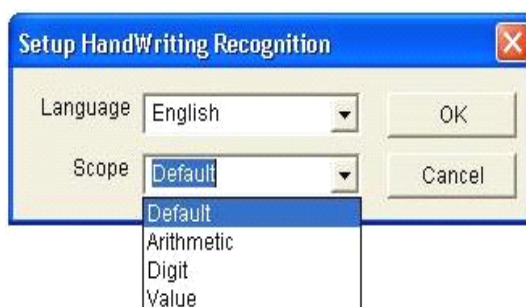 Setup HandWriting Recognition
Language English OK
Scope Default Cancel
Default
Arithmetic
Digit
Value